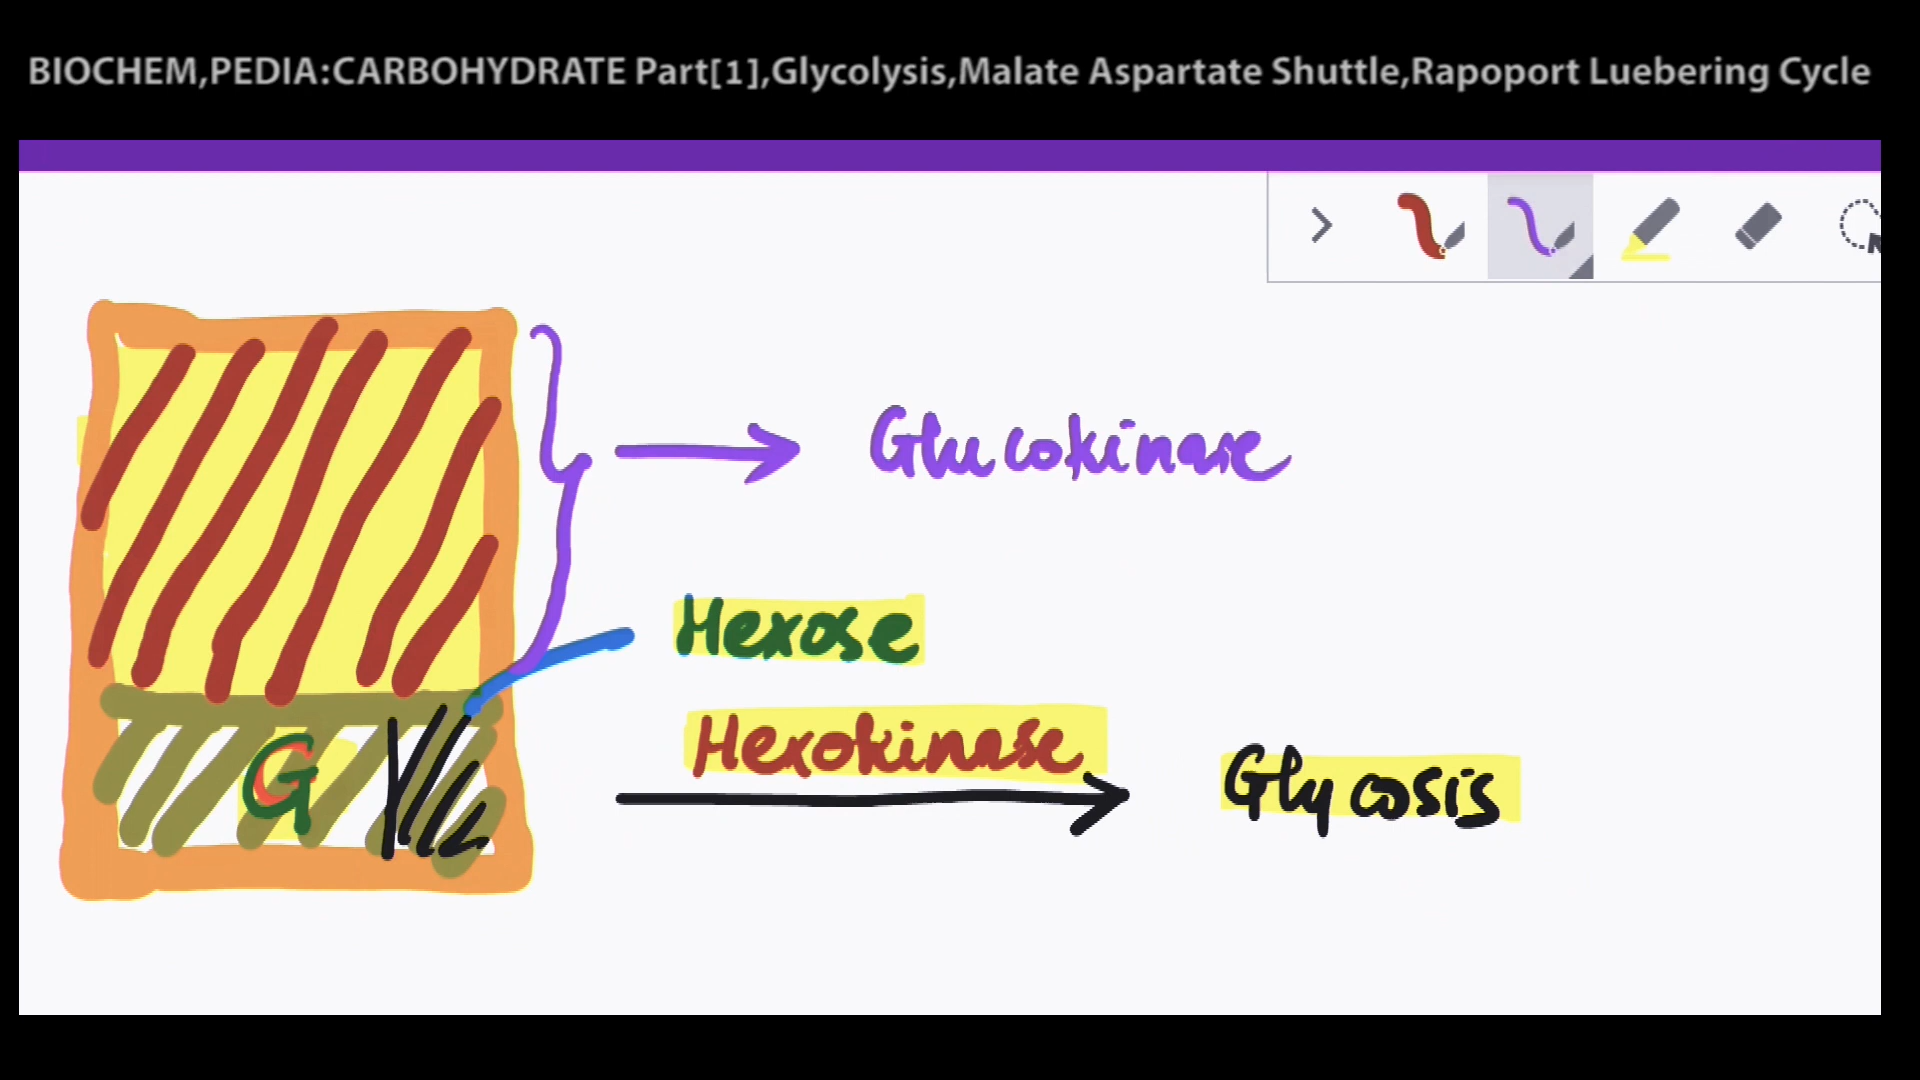 BIOCHEM,PEDIA:CARBOHYDRATE Part[1],Glycolysis,Malate Aspartate Shuttle,Rapoport Luebering Cycle
Glucokinase
Hexose
Hexokinase
G
Glycosis